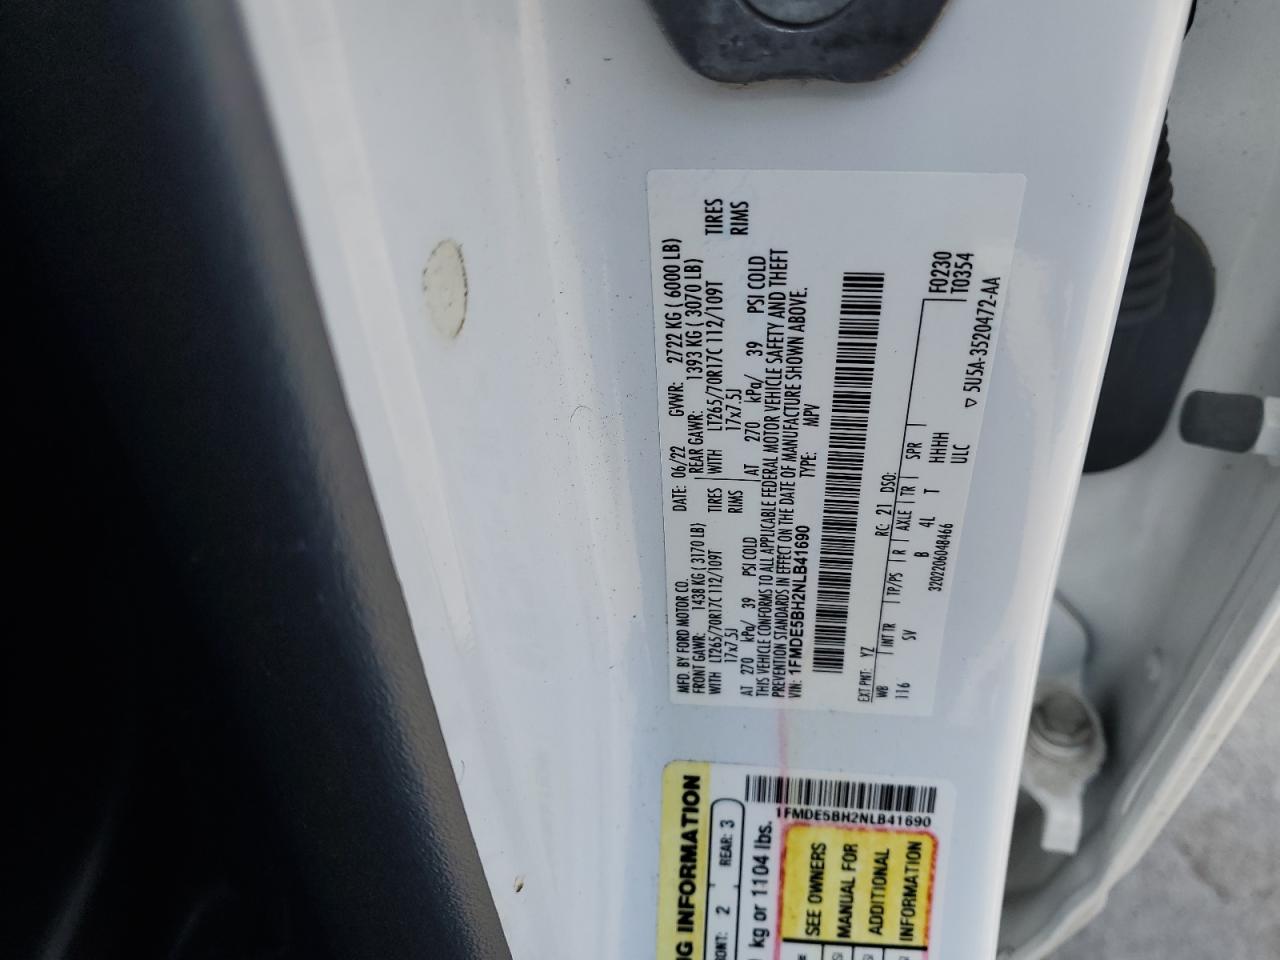 MFD. BY FORD MOTOR CO.
DATE: 06/22 GVWR: 2722 KG ( 6000 LB)
FRONT GAWR: 1438 KG ( 3170 LB) REAR GAWR: 1393 KG ( 3070 LB)
WITH LT265/70R17C 112/109T TIRES WITH LT265/70R17C 112/109T TIRES
17x7.5J RIMS 17x7.5J RIMS
AT 270 kPa/ 39 PSI COLD AT 270 kPa/ 39 PSI COLD
THIS VEHICLE CONFORMS TO ALL APPLICABLE FEDERAL MOTOR VEHICLE SAFETY AND THEFT
PREVENTION STANDARDS IN EFFECT ON THE DATE OF MANUFACTURE SHOWN ABOVE.
VIN: 1FMDE5BH2NLB41690 TYPE: MPV
EXT PNT: YZ RC: 21 DSO: F0230
WB INT TR TP/PS R AXLE TR SPR T0354
116 SV B 4L T HHHH
ULC
3202206048466 ▽ 5U5A-3520472-AA
G INFORMATION
RONT: 2 REAR: 3
kg or 1104 lbs.
1FMDE5BH2NLB41690
SEE OWNERS
MANUAL FOR
ADDITIONAL
INFORMATION